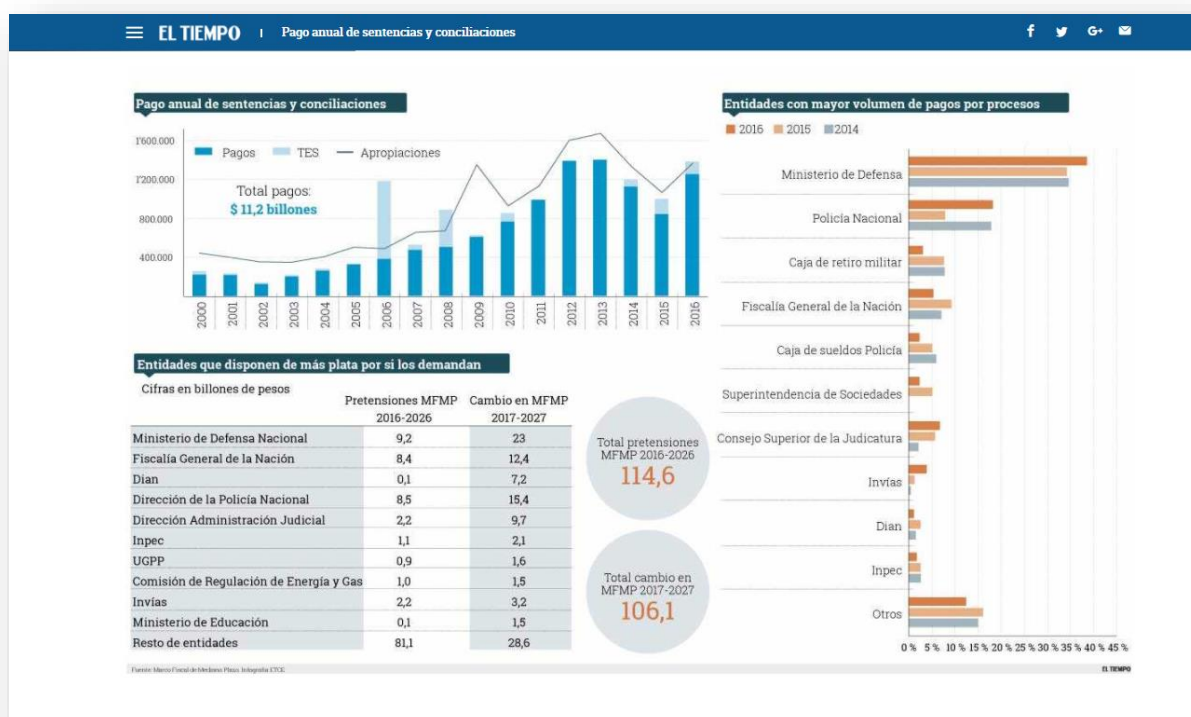 EL TIEMPO | Pago anual de sentencias y conciliaciones
Pago anual de sentencias y conciliaciones
1'600.000
1'200.000
800.000
400.000
Pagos TES Apropiaciones
Total pagos:
$ 11,2 billones
2000 2001 2002 2003 2004 2005 2006 2007 2008 2009 2010 2011 2012 2013 2014 2015 2016
Entidades que disponen de más plata por si los demandan
Cifras en billones de pesos
Pretensiones MFMP Cambio en MFMP
2016-2026 2017-2027
Ministerio de Defensa Nacional 9,2 23
Fiscalía General de la Nación 8,4 12,4
Dian 0,1 7,2
Dirección de la Policía Nacional 8,5 15,4
Dirección Administración Judicial 2,2 9,7
Inpec 1,1 2,1
UGPP 0,9 1,6
Comisión de Regulación de Energía y Gas 1,0 1,5
Invías 2,2 3,2
Ministerio de Educación 0,1 1,5
Resto de entidades 81,1 28,6
Total pretensiones
MFMP 2016-2026
114,6
Total cambio en
MFMP 2017-2027
106,1
Entidades con mayor volumen de pagos por procesos
2016 2015 2014
Ministerio de Defensa
Policía Nacional
Caja de retiro militar
Fiscalía General de la Nación
Caja de sueldos Policía
Superintendencia de Sociedades
Consejo Superior de la Judicatura
Invías
Dian
Inpec
Otros
0 % 5 % 10 % 15 % 20 % 25 % 30 % 35 % 40 % 45 %
Fuente: Marco Fiscal de Mediano Plazo. Infografía ETCE
EL TIEMPO